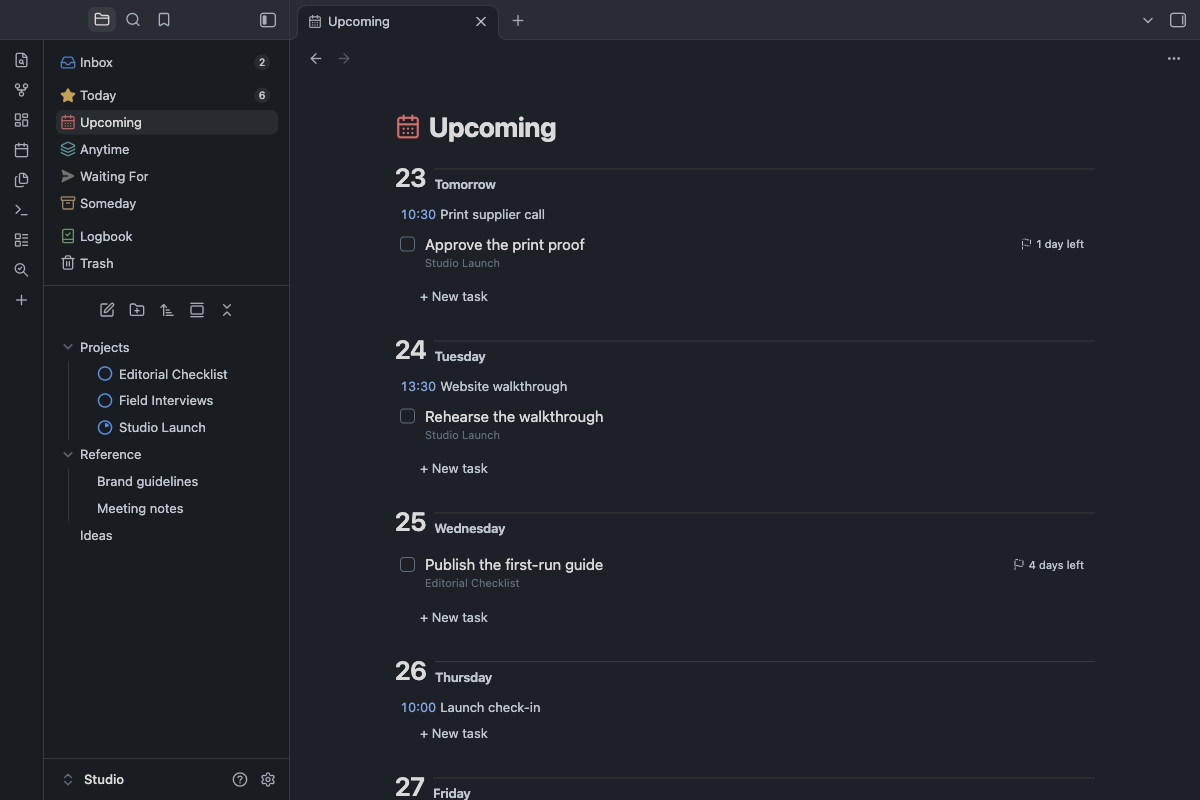 Upcoming
Inbox 2
Today 6
Upcoming
Anytime
Waiting For
Someday
Logbook
Trash
Projects
Editorial Checklist
Field Interviews
Studio Launch
Reference
Brand guidelines
Meeting notes
Ideas
Studio
Upcoming
23 Tomorrow
10:30 Print supplier call
Approve the print proof 1 day left
Studio Launch
+ New task
24 Tuesday
13:30 Website walkthrough
Rehearse the walkthrough
Studio Launch
+ New task
25 Wednesday
Publish the first-run guide 4 days left
Editorial Checklist
+ New task
26 Thursday
10:00 Launch check-in
+ New task
27 Friday